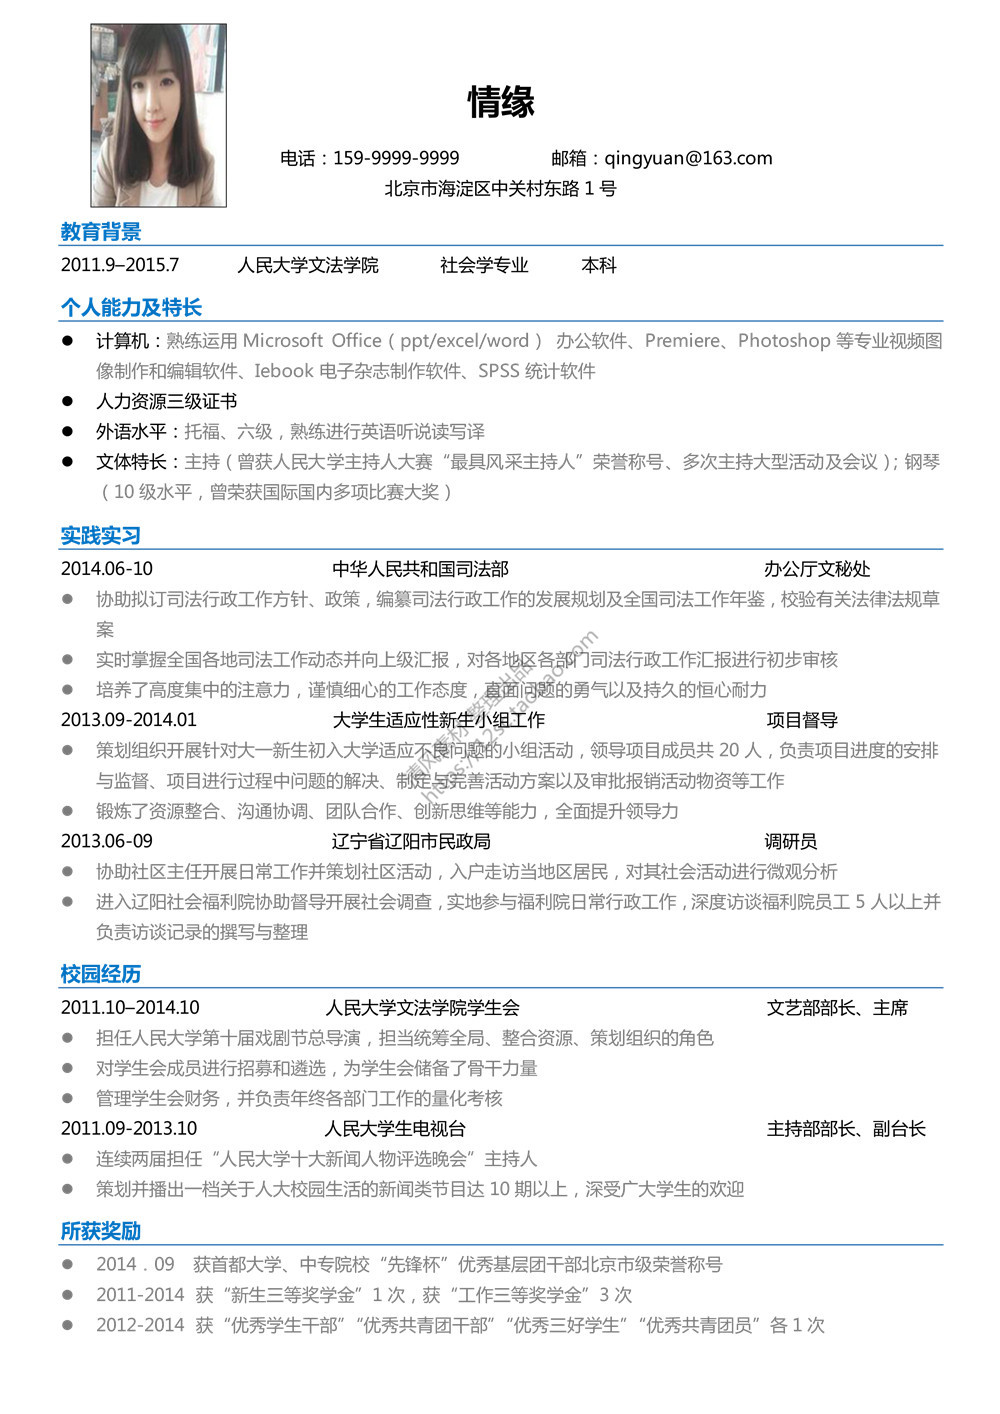 情缘
电话：159-9999-9999 邮箱：qingyuan@163.com
北京市海淀区中关村东路 1 号
教育背景
2011.9–2015.7 人民大学文法学院 社会学专业 本科
个人能力及特长
● 计算机：熟练运用 Microsoft Office（ppt/excel/word） 办公软件、Premiere、Photoshop 等专业视频图
像制作和编辑软件、Iebook 电子杂志制作软件、SPSS 统计软件
● 人力资源三级证书
● 外语水平：托福、六级，熟练进行英语听说读写译
● 文体特长：主持（曾获人民大学主持人大赛“最具风采主持人”荣誉称号、多次主持大型活动及会议）；钢琴
（10 级水平，曾荣获国际国内多项比赛大奖）
实践实习
2014.06-10 中华人民共和国司法部 办公厅文秘处
● 协助拟订司法行政工作方针、政策，编纂司法行政工作的发展规划及全国司法工作年鉴，校验有关法律法规草
案
● 实时掌握全国各地司法工作动态并向上级汇报，对各地区各部门司法行政工作汇报进行初步审核
● 培养了高度集中的注意力，谨慎细心的工作态度，直面问题的勇气以及持久的恒心耐力
2013.09-2014.01 大学生适应性新生小组工作 项目督导
● 策划组织开展针对大一新生初入大学适应不良问题的小组活动，领导项目成员共 20 人，负责项目进度的安排
与监督、项目进行过程中问题的解决、制定与完善活动方案以及审批报销活动物资等工作
● 锻炼了资源整合、沟通协调、团队合作、创新思维等能力，全面提升领导力
2013.06-09 辽宁省辽阳市民政局 调研员
● 协助社区主任开展日常工作并策划社区活动，入户走访当地区居民，对其社会活动进行微观分析
● 进入辽阳社会福利院协助督导开展社会调查，实地参与福利院日常行政工作，深度访谈福利院员工 5 人以上并
负责访谈记录的撰写与整理
校园经历
2011.10–2014.10 人民大学文法学院学生会 文艺部部长、主席
● 担任人民大学第十届戏剧节总导演，担当统筹全局、整合资源、策划组织的角色
● 对学生会成员进行招募和遴选，为学生会储备了骨干力量
● 管理学生会财务，并负责年终各部门工作的量化考核
2011.09-2013.10 人民大学生电视台 主持部部长、副台长
● 连续两届担任“人民大学十大新闻人物评选晚会”主持人
● 策划并播出一档关于人大校园生活的新闻类节目达 10 期以上，深受广大学生的欢迎
所获奖励
● 2014．09 获首都大学、中专院校“先锋杯”优秀基层团干部北京市级荣誉称号
● 2011-2014 获“新生三等奖学金”1 次，获“工作三等奖学金”3 次
● 2012-2014 获“优秀学生干部”“优秀共青团干部”“优秀三好学生”“优秀共青团员”各 1 次